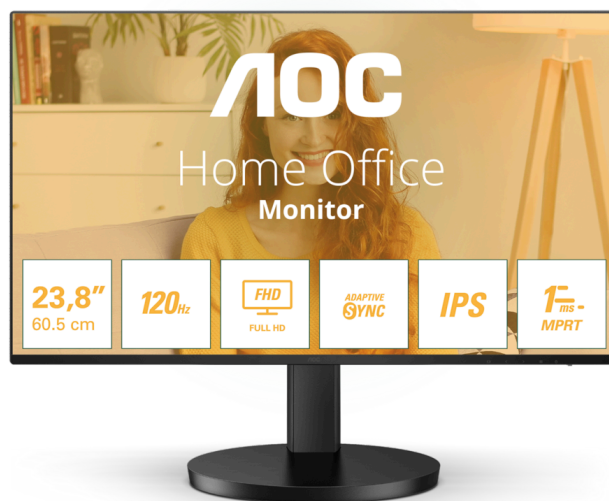 AOC
Home Office
Monitor
23,8"
60.5 cm
120Hz
FHD
FULL HD
ADAPTIVE
SYNC
IPS
1ms
MPRT